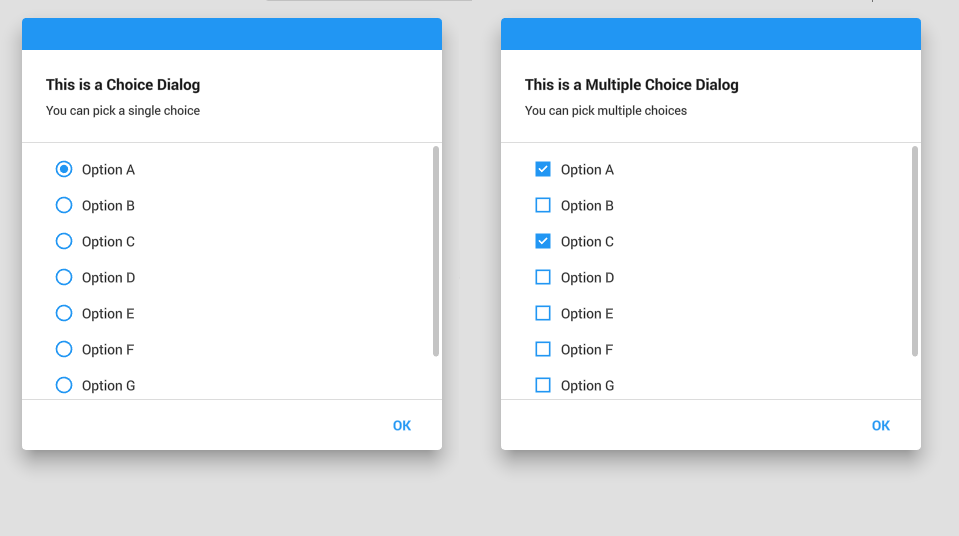 This is a Choice Dialog
You can pick a single choice
Option A
Option B
Option C
Option D
Option E
Option F
Option G
OK
This is a Multiple Choice Dialog
You can pick multiple choices
Option A
Option B
Option C
Option D
Option E
Option F
Option G
OK